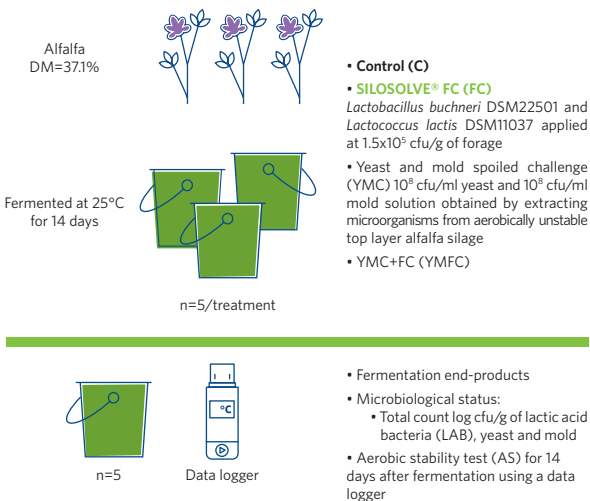 Alfalfa
DM=37.1%
• Control (C)
• SILOSOLVE® FC (FC)
Lactobacillus buchneri DSM22501 and
Lactococcus lactis DSM11037 applied
at 1.5x10⁵ cfu/g of forage
• Yeast and mold spoiled challenge
(YMC) 10⁸ cfu/ml yeast and 10⁸ cfu/ml
mold solution obtained by extracting
microorganisms from aerobically unstable
top layer alfalfa silage
• YMC+FC (YMFC)
Fermented at 25°C
for 14 days
n=5/treatment
°C
n=5
Data logger
• Fermentation end-products
• Microbiological status:
• Total count log cfu/g of lactic acid
bacteria (LAB), yeast and mold
• Aerobic stability test (AS) for 14
days after fermentation using a data
logger